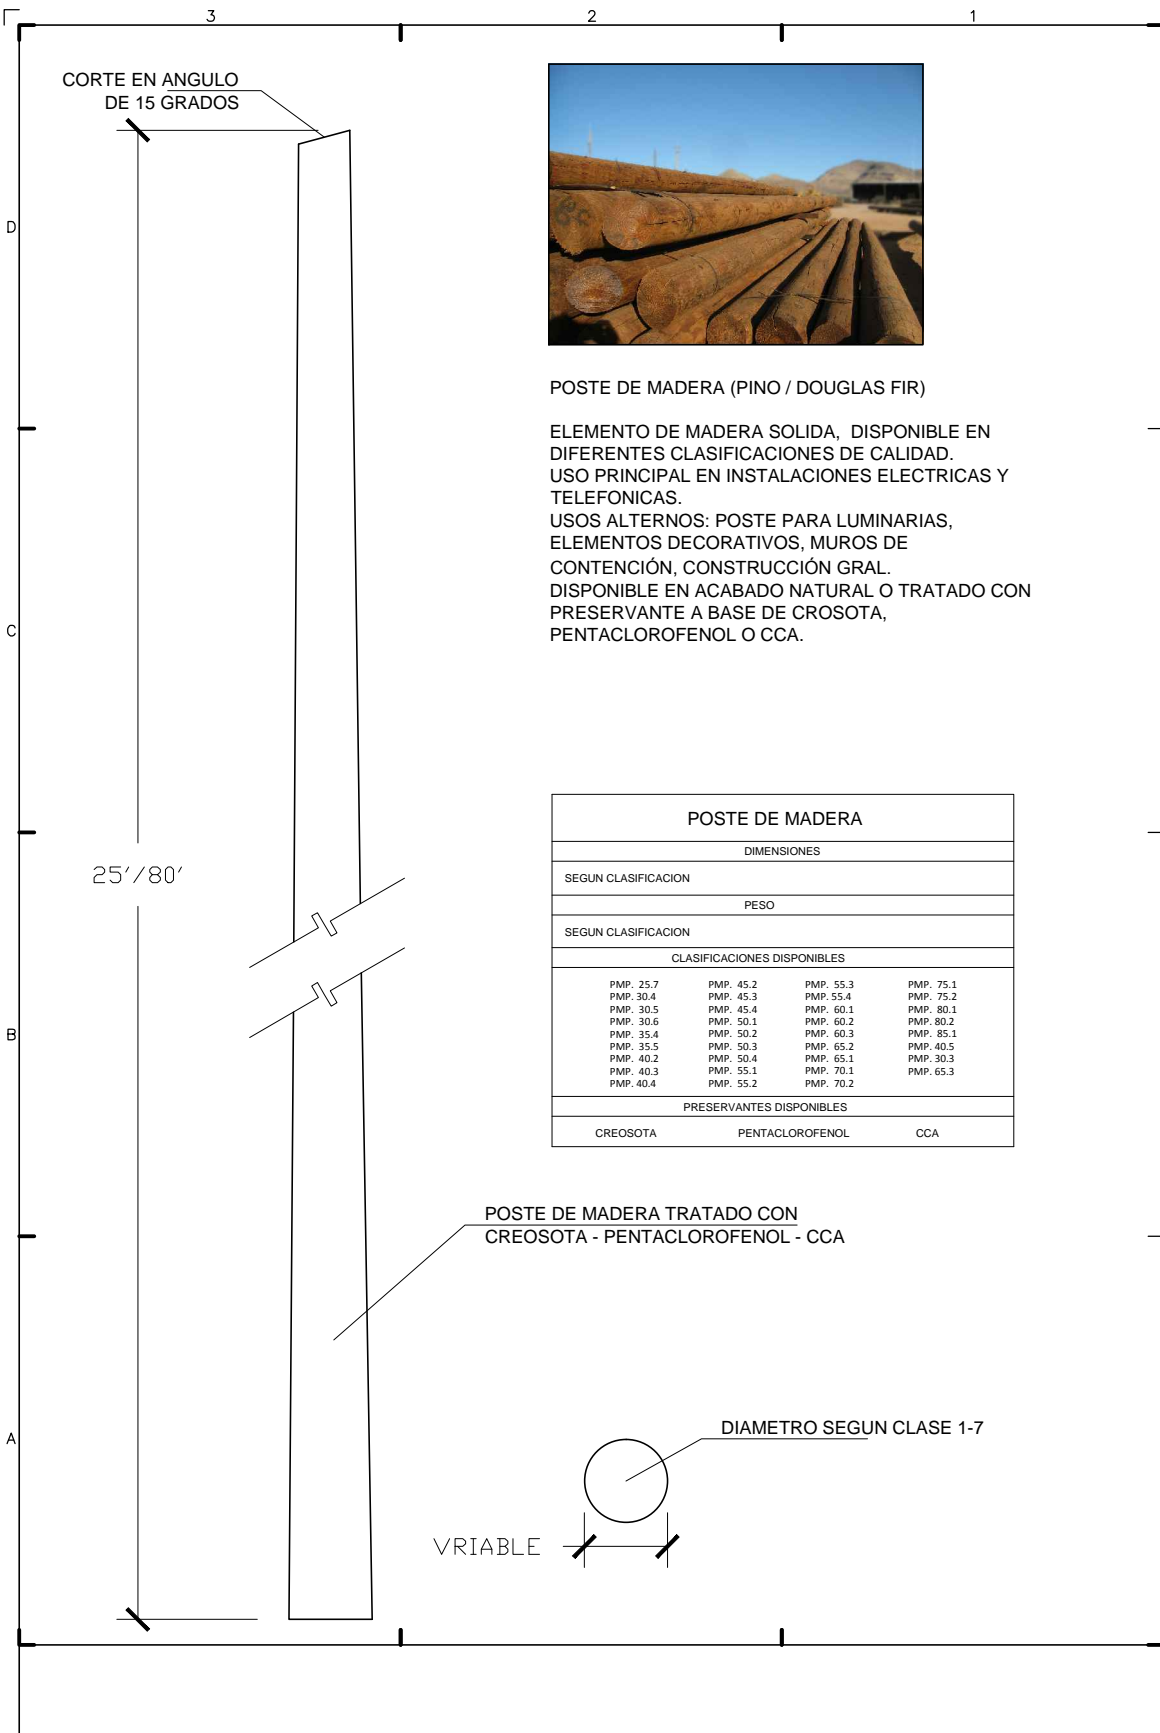 3 2 1
CORTE EN ANGULO
DE 15 GRADOS
D
POSTE DE MADERA (PINO / DOUGLAS FIR)
ELEMENTO DE MADERA SOLIDA, DISPONIBLE EN
DIFERENTES CLASIFICACIONES DE CALIDAD.
USO PRINCIPAL EN INSTALACIONES ELECTRICAS Y
TELEFONICAS.
USOS ALTERNOS: POSTE PARA LUMINARIAS,
ELEMENTOS DECORATIVOS, MUROS DE
CONTENCIÓN, CONSTRUCCIÓN GRAL.
DISPONIBLE EN ACABADO NATURAL O TRATADO CON
PRESERVANTE A BASE DE CROSOTA,
PENTACLOROFENOL O CCA.
C
25'/80'
POSTE DE MADERA
DIMENSIONES
SEGUN CLASIFICACION
PESO
SEGUN CLASIFICACION
CLASIFICACIONES DISPONIBLES
PMP. 25.7 PMP. 45.2 PMP. 55.3 PMP. 75.1
PMP. 30.4 PMP. 45.3 PMP. 55.4 PMP. 75.2
PMP. 30.5 PMP. 45.4 PMP. 60.1 PMP. 80.1
PMP. 30.6 PMP. 50.1 PMP. 60.2 PMP. 80.2
PMP. 35.4 PMP. 50.2 PMP. 60.3 PMP. 85.1
PMP. 35.5 PMP. 50.3 PMP. 65.2 PMP. 40.5
PMP. 40.2 PMP. 50.4 PMP. 65.1 PMP. 30.3
PMP. 40.3 PMP. 55.1 PMP. 70.1 PMP. 65.3
PMP. 40.4 PMP. 55.2 PMP. 70.2
PRESERVANTES DISPONIBLES
CREOSOTA PENTACLOROFENOL CCA
B
POSTE DE MADERA TRATADO CON
CREOSOTA - PENTACLOROFENOL - CCA
A
DIAMETRO SEGUN CLASE 1-7
VRIABLE